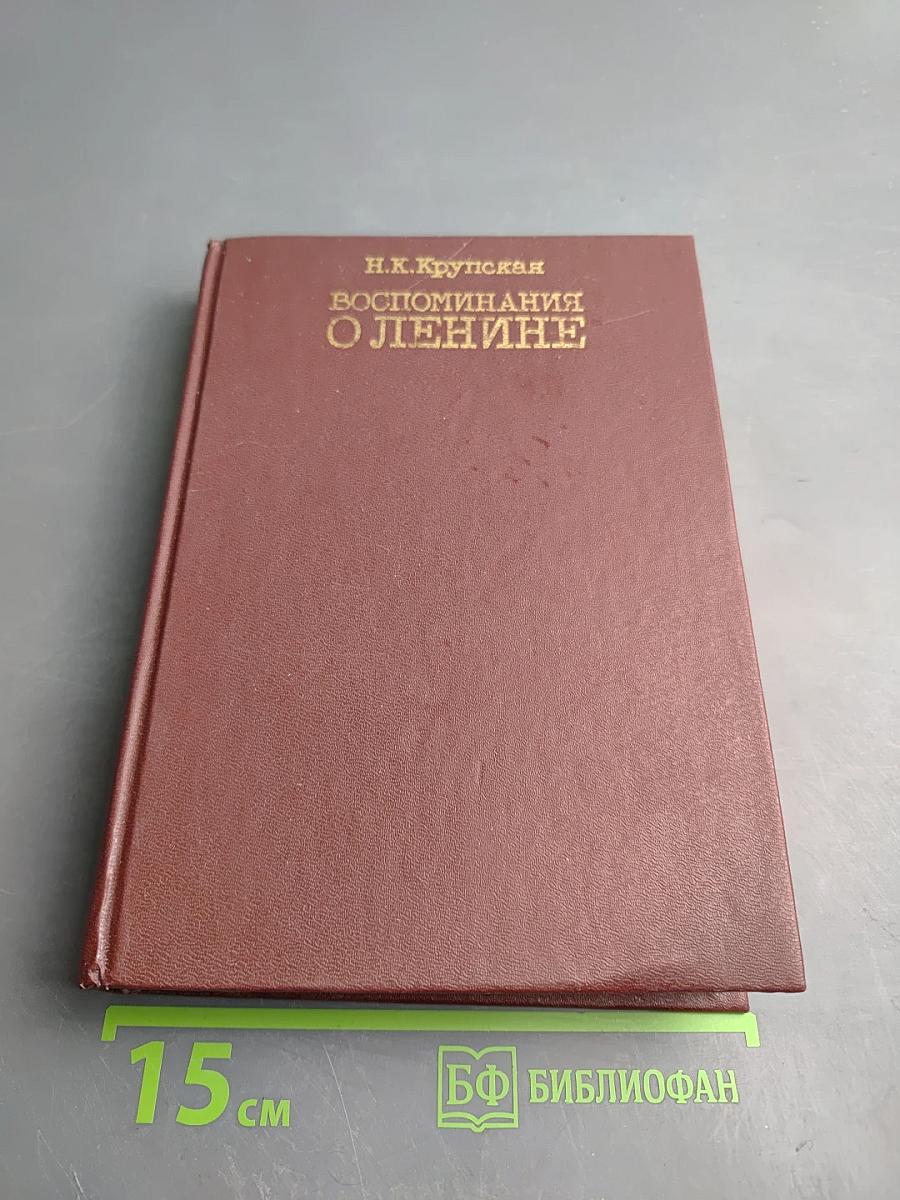 Н.К.Крупская
ВОСПОМИНАНИЯ
О ЛЕНИНЕ
15 см
БФ БИБЛИОФАН